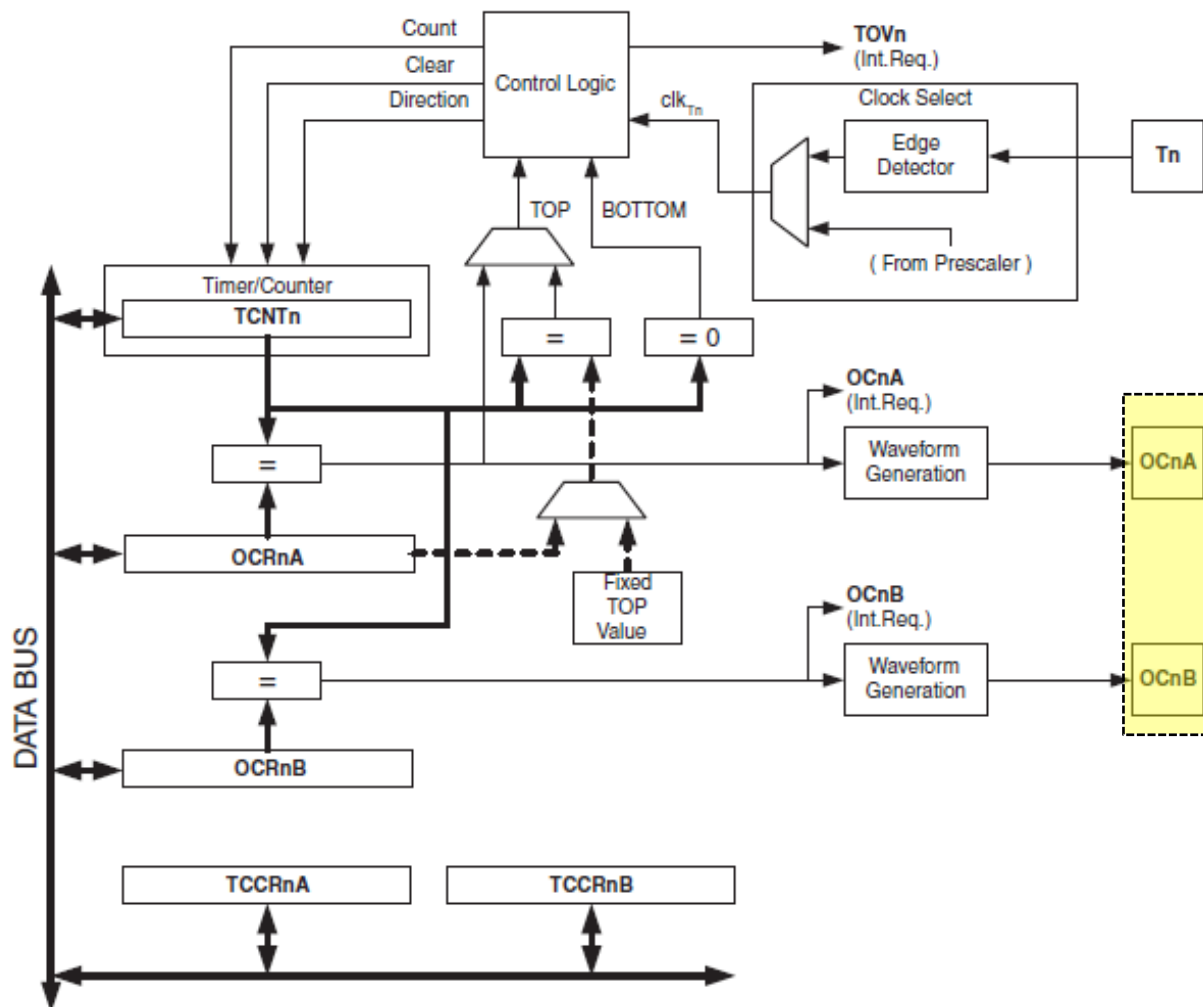 Count
Clear
Direction
Control Logic
TOVn
(Int.Req.)
clkTn
Clock Select
Edge
Detector
Tn
TOP
BOTTOM
( From Prescaler )
Timer/Counter
TCNTn
=
= 0
OCnA
(Int.Req.)
=
Waveform
Generation
OCnA
OCRnA
Fixed
TOP
Value
OCnB
(Int.Req.)
=
Waveform
Generation
OCnB
DATA BUS
OCRnB
TCCRnA
TCCRnB